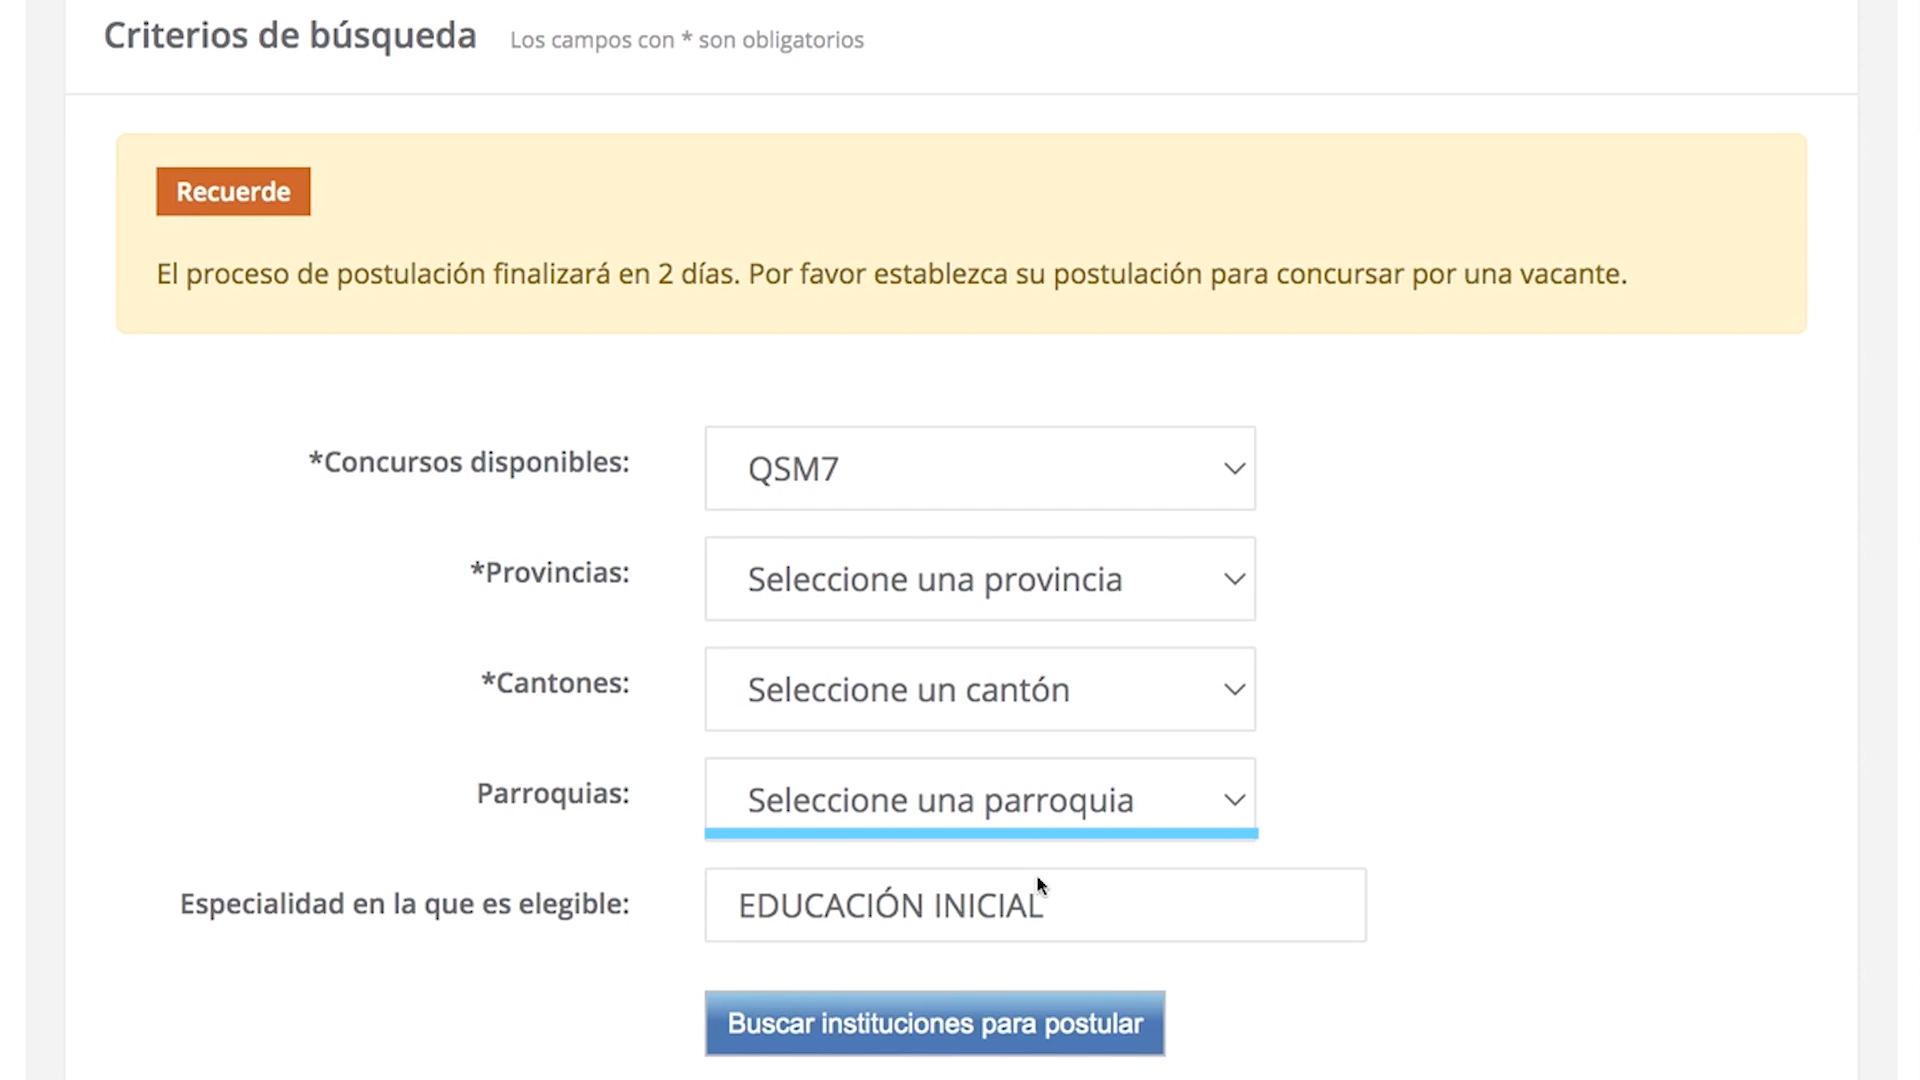 Criterios de búsqueda Los campos con * son obligatorios
Recuerde
El proceso de postulación finalizará en 2 días. Por favor establezca su postulación para concursar por una vacante.
*Concursos disponibles: QSM7
*Provincias: Seleccione una provincia
*Cantones: Seleccione un cantón
Parroquias: Seleccione una parroquia
Especialidad en la que es elegible: EDUCACIÓN INICIAL
Buscar instituciones para postular